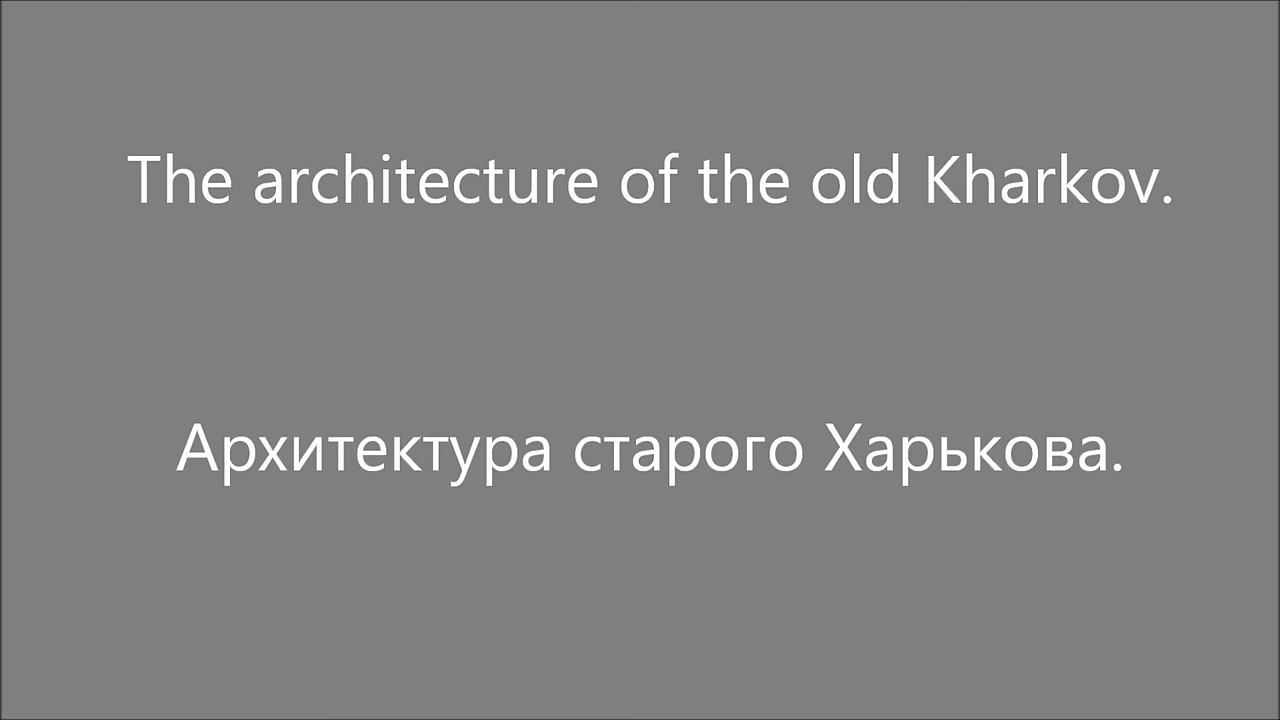 The architecture of the old Kharkov.
Архитектура старого Харькова.